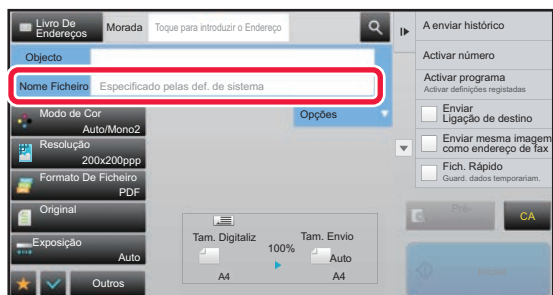 Livro De
Endereços
Morada
Toque para introduzir o Endereço
Objecto
Nome Ficheiro
Especificado pelas def. de sistema
Modo de Cor
Auto/Mono2
Opções
Resolução
200x200ppp
Formato De Ficheiro
PDF
Original
Exposição
Auto
Outros
Tam. Digitaliz
100%
Tam. Envio
Auto
A4
A4
A enviar histórico
Activar número
Activar programa
Activar definições registadas
Enviar
Ligação de destino
Enviar mesma imagem
como endereço de fax
Fich. Rápido
Guard. dados temporariam.
Pré-
CA
Iniciar